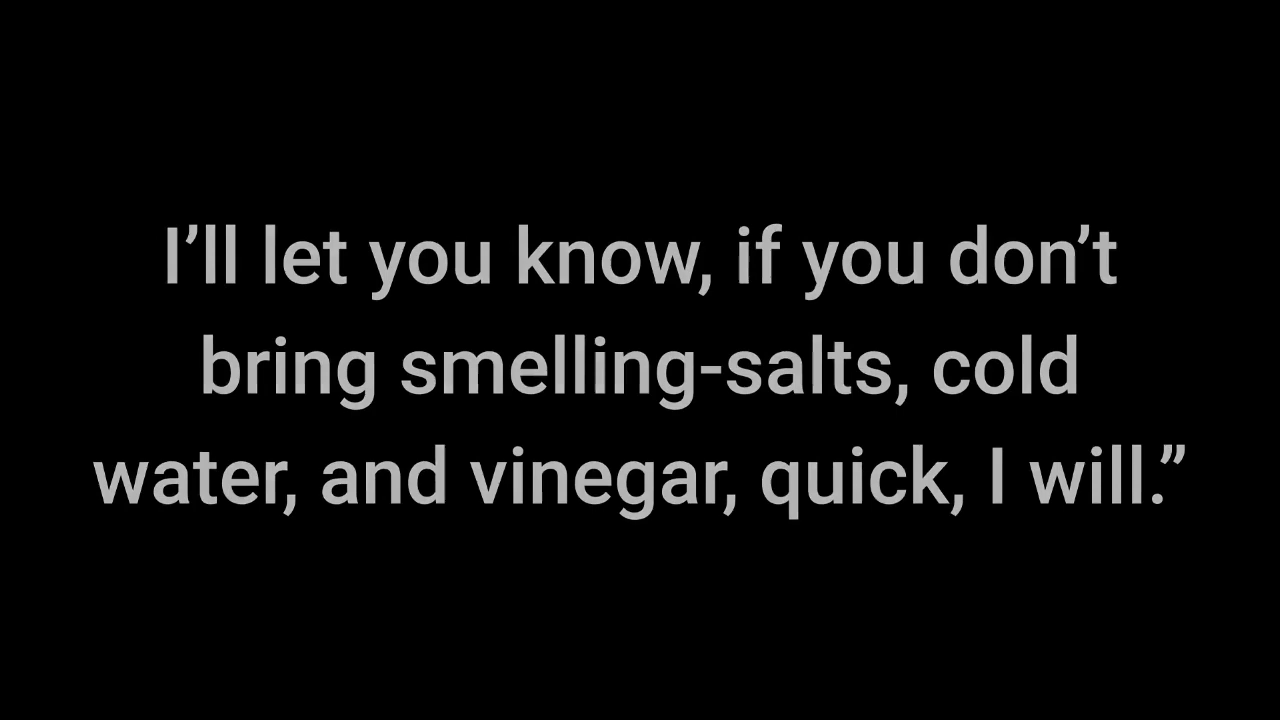 I’ll let you know, if you don’t
bring smelling-salts, cold
water, and vinegar, quick, I will.”